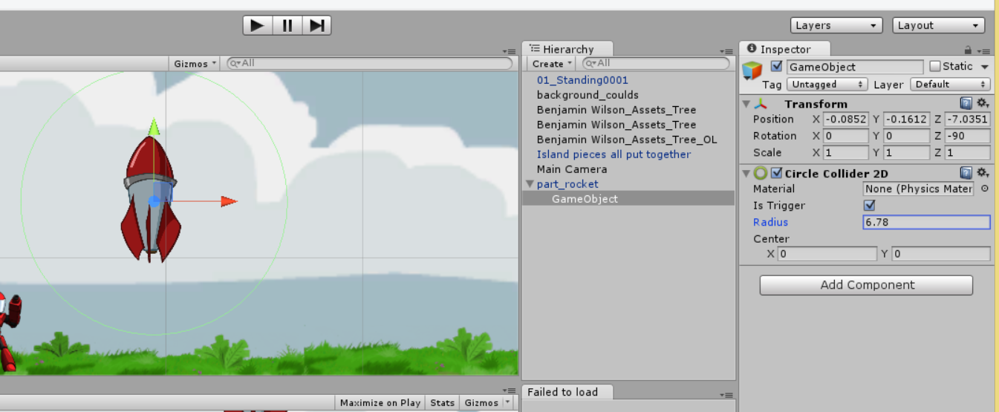 Layers Layout
Hierarchy Inspector
Gizmos All Create All GameObject Static
Tag Untagged Layer Default
01_Standing0001
background_coulds
Benjamin Wilson_Assets_Tree
Benjamin Wilson_Assets_Tree
Benjamin Wilson_Assets_Tree_OL
Island pieces all put together
Main Camera
part_rocket
GameObject
Transform
Position X -0.0852 Y -0.1612 Z -7.0351
Rotation X 0 Y 0 Z -90
Scale X 1 Y 1 Z 1
Circle Collider 2D
Material None (Physics Mater
Is Trigger
Radius 6.78
Center
X 0 Y 0
Add Component
Failed to load
Maximize on Play Stats Gizmos